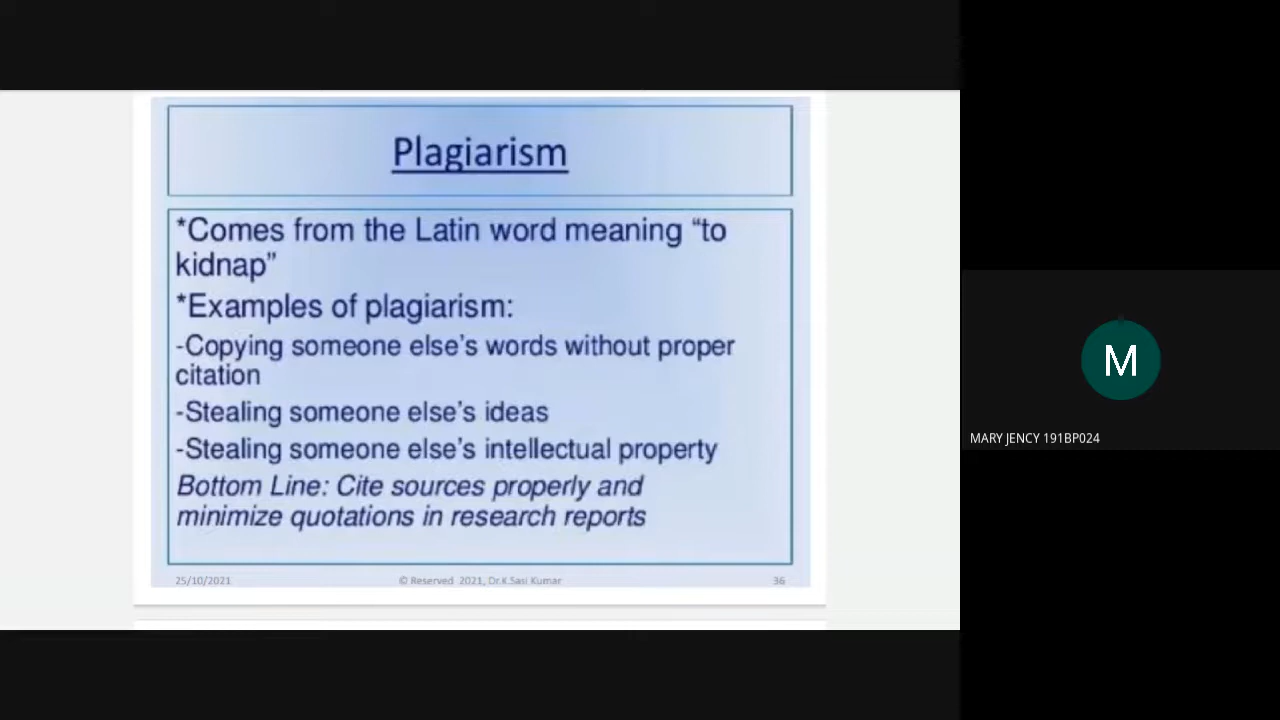 Plagiarism
*Comes from the Latin word meaning “to
kidnap”
*Examples of plagiarism:
-Copying someone else’s words without proper
citation
-Stealing someone else’s ideas
-Stealing someone else’s intellectual property
Bottom Line: Cite sources properly and
minimize quotations in research reports
25/10/2021 © Reserved 2021, Dr.K.Sasi Kumar 36
M
MARY JENCY 191BP024